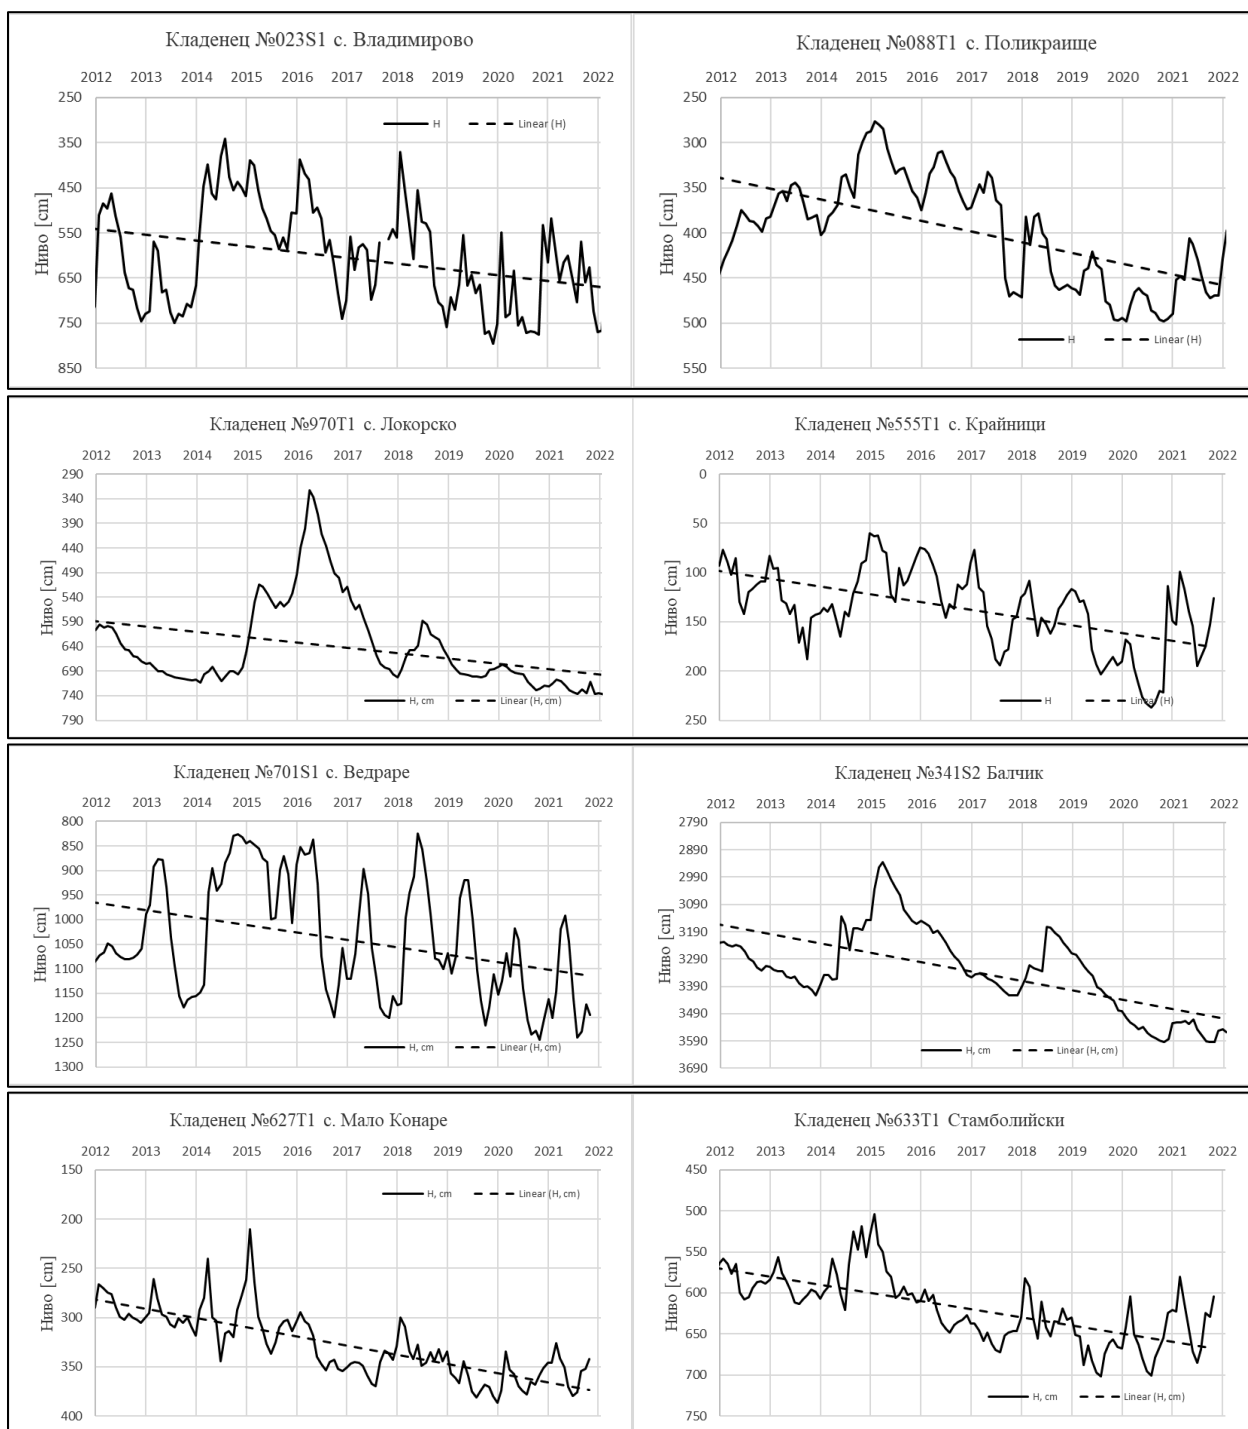 Кладенец №023S1 с. Владимирово
2012 2013 2014 2015 2016 2017 2018 2019 2020 2021 2022
250
350
450
550
650
750
850
Ниво [cm]
H Linear (H)
Кладенец №088T1 с. Поликраище
2012 2013 2014 2015 2016 2017 2018 2019 2020 2021 2022
250
300
350
400
450
500
550
Ниво [cm]
H Linear (H)
Кладенец №970T1 с. Локорско
2012 2013 2014 2015 2016 2017 2018 2019 2020 2021 2022
290
340
390
440
490
540
590
640
690
740
790
Ниво [cm]
H, cm Linear (H, cm)
Кладенец №555T1 с. Крайници
2012 2013 2014 2015 2016 2017 2018 2019 2020 2021 2022
0
50
100
150
200
250
Ниво [cm]
H Linear (H)
Кладенец №701S1 с. Ведраре
2012 2013 2014 2015 2016 2017 2018 2019 2020 2021 2022
800
850
900
950
1000
1050
1100
1150
1200
1250
1300
Ниво [cm]
H, cm Linear (H, cm)
Кладенец №341S2 Балчик
2012 2013 2014 2015 2016 2017 2018 2019 2020 2021 2022
2790
2890
2990
3090
3190
3290
3390
3490
3590
3690
Ниво [cm]
H, cm Linear (H, cm)
Кладенец №627T1 с. Мало Конаре
2012 2013 2014 2015 2016 2017 2018 2019 2020 2021 2022
150
200
250
300
350
400
Ниво [cm]
H, cm Linear (H, cm)
Кладенец №633T1 Стамболийски
2012 2013 2014 2015 2016 2017 2018 2019 2020 2021 2022
450
500
550
600
650
700
750
Ниво [cm]
H, cm Linear (H, cm)